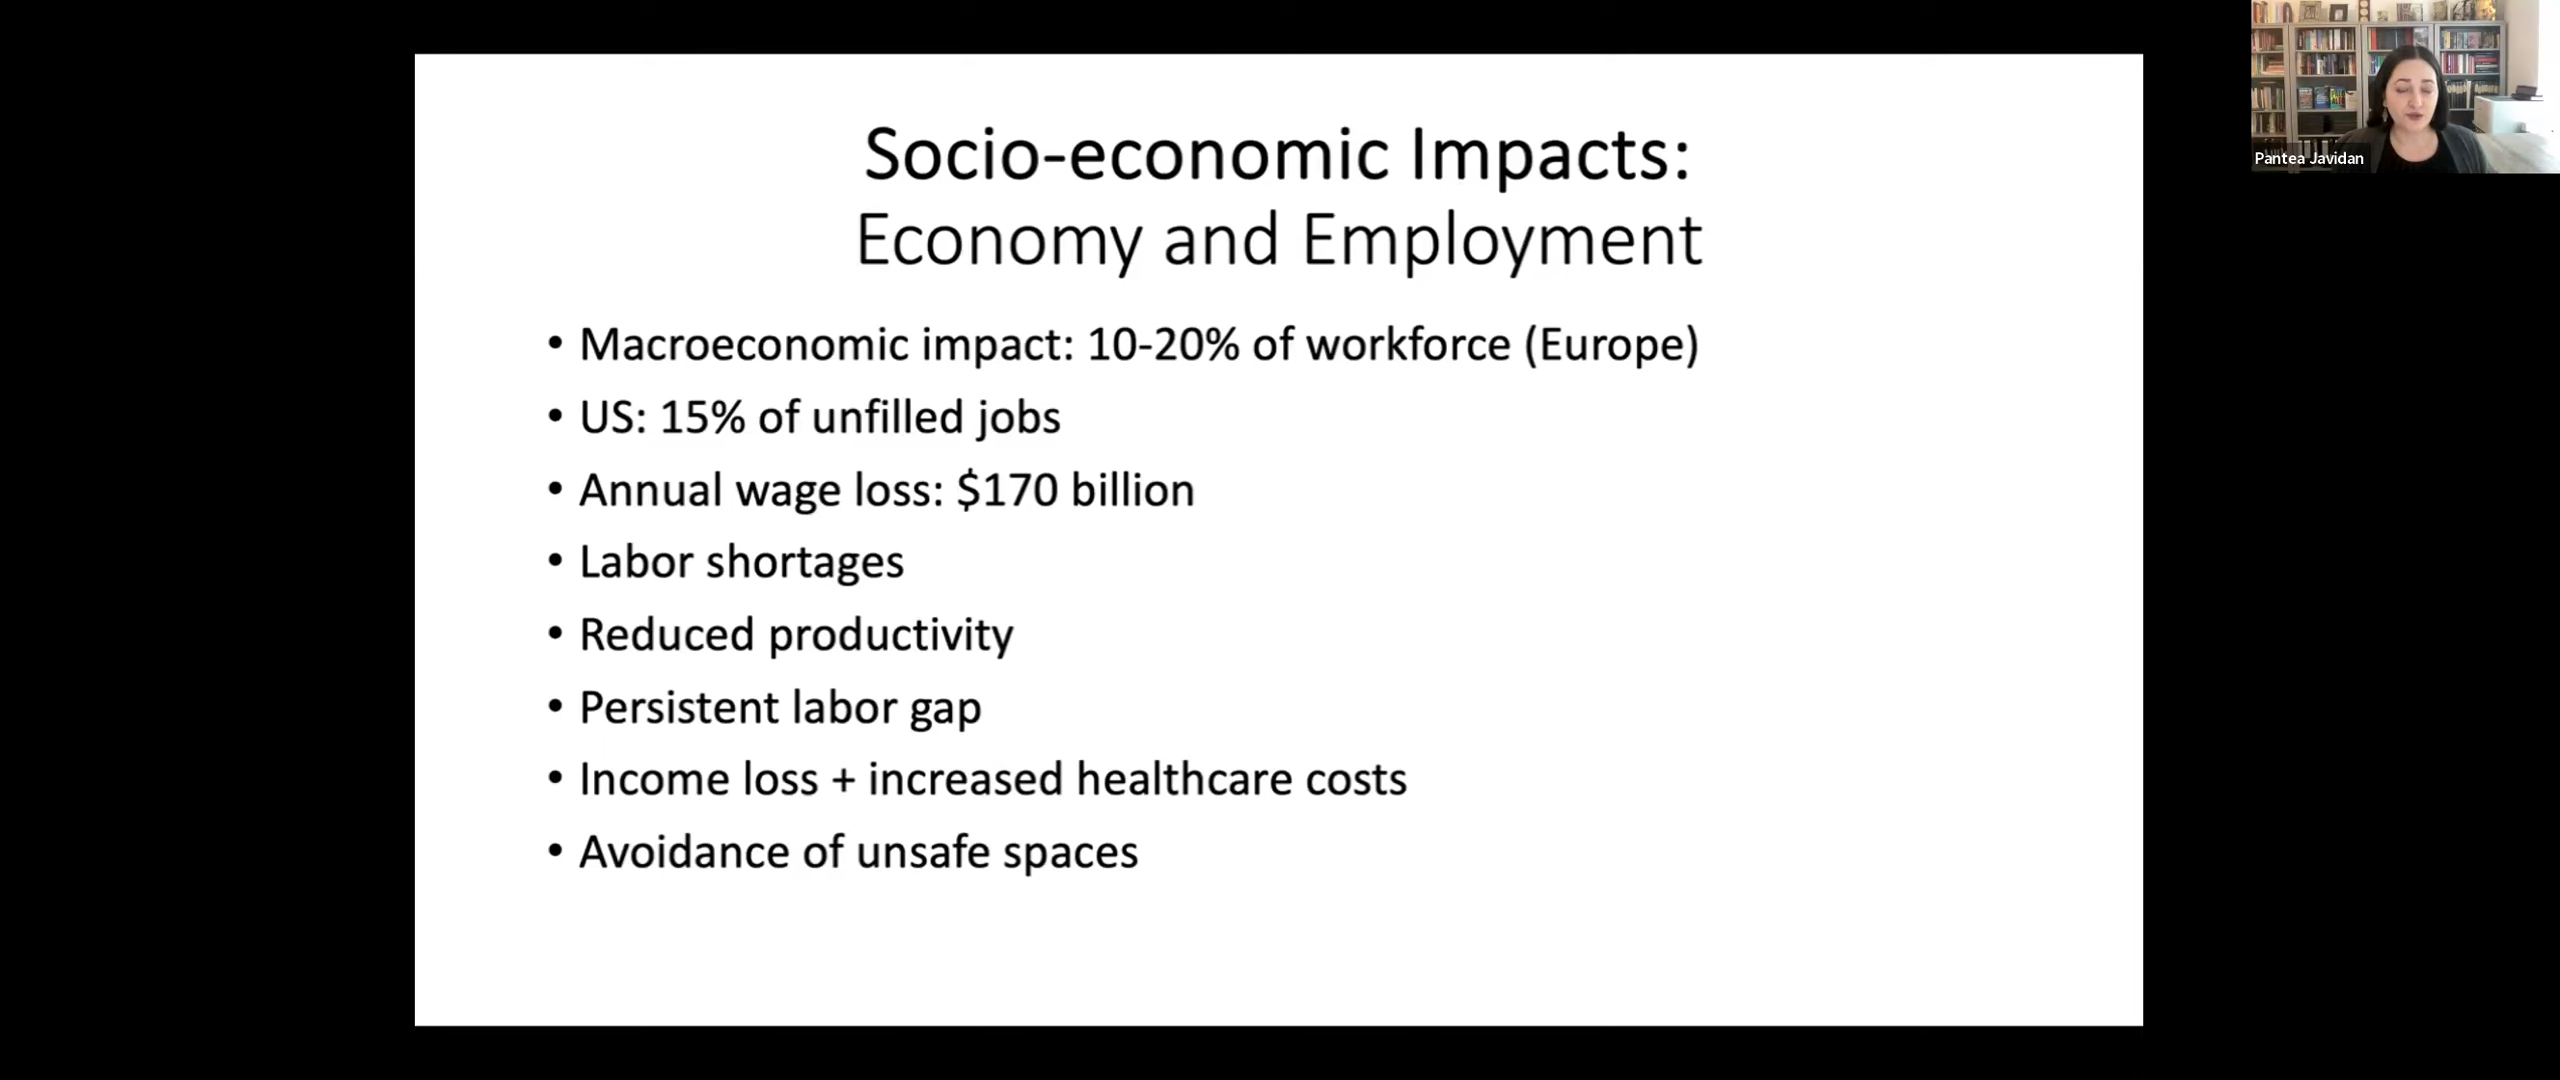 Socio-economic Impacts:
Economy and Employment
• Macroeconomic impact: 10-20% of workforce (Europe)
• US: 15% of unfilled jobs
• Annual wage loss: $170 billion
• Labor shortages
• Reduced productivity
• Persistent labor gap
• Income loss + increased healthcare costs
• Avoidance of unsafe spaces
Pantea Javidan